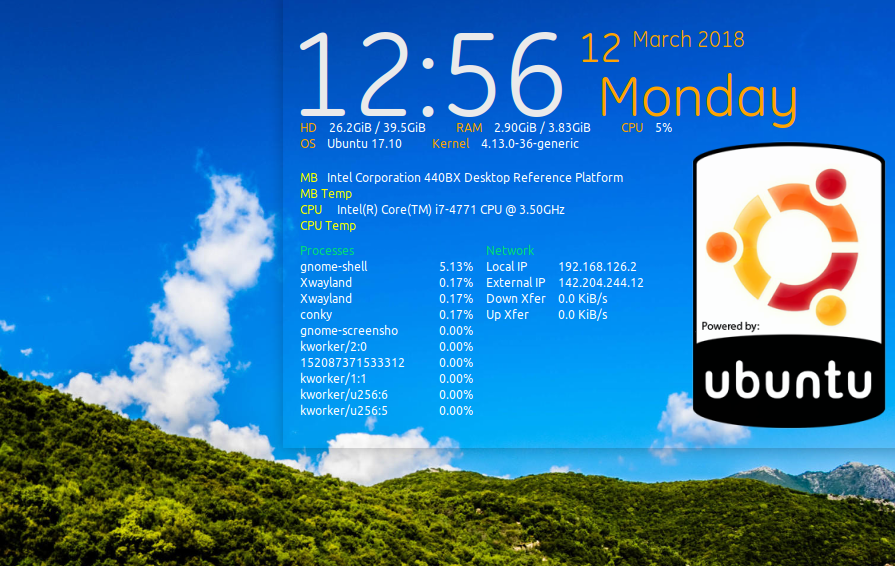 12:56 12 March 2018
Monday
HD 26.2GiB / 39.5GiB RAM 2.90GiB / 3.83GiB CPU 5%
OS Ubuntu 17.10 Kernel 4.13.0-36-generic
MB Intel Corporation 440BX Desktop Reference Platform
MB Temp
CPU Intel(R) Core(TM) i7-4771 CPU @ 3.50GHz
CPU Temp
Processes Network
gnome-shell 5.13% Local IP 192.168.126.2
Xwayland 0.17% External IP 142.204.244.12
Xwayland 0.17% Down Xfer 0.0 KiB/s
conky 0.17% Up Xfer 0.0 KiB/s
gnome-screensho 0.00%
kworker/2:0 0.00%
152087371533312 0.00%
kworker/1:1 0.00%
kworker/u256:6 0.00%
kworker/u256:5 0.00%
Powered by:
ubuntu